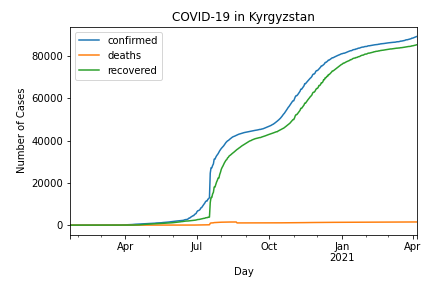 COVID-19 in Kyrgyzstan
confirmed
deaths
recovered
Number of Cases
80000
60000
40000
20000
0
Apr Jul Oct Jan Apr
2021
Day